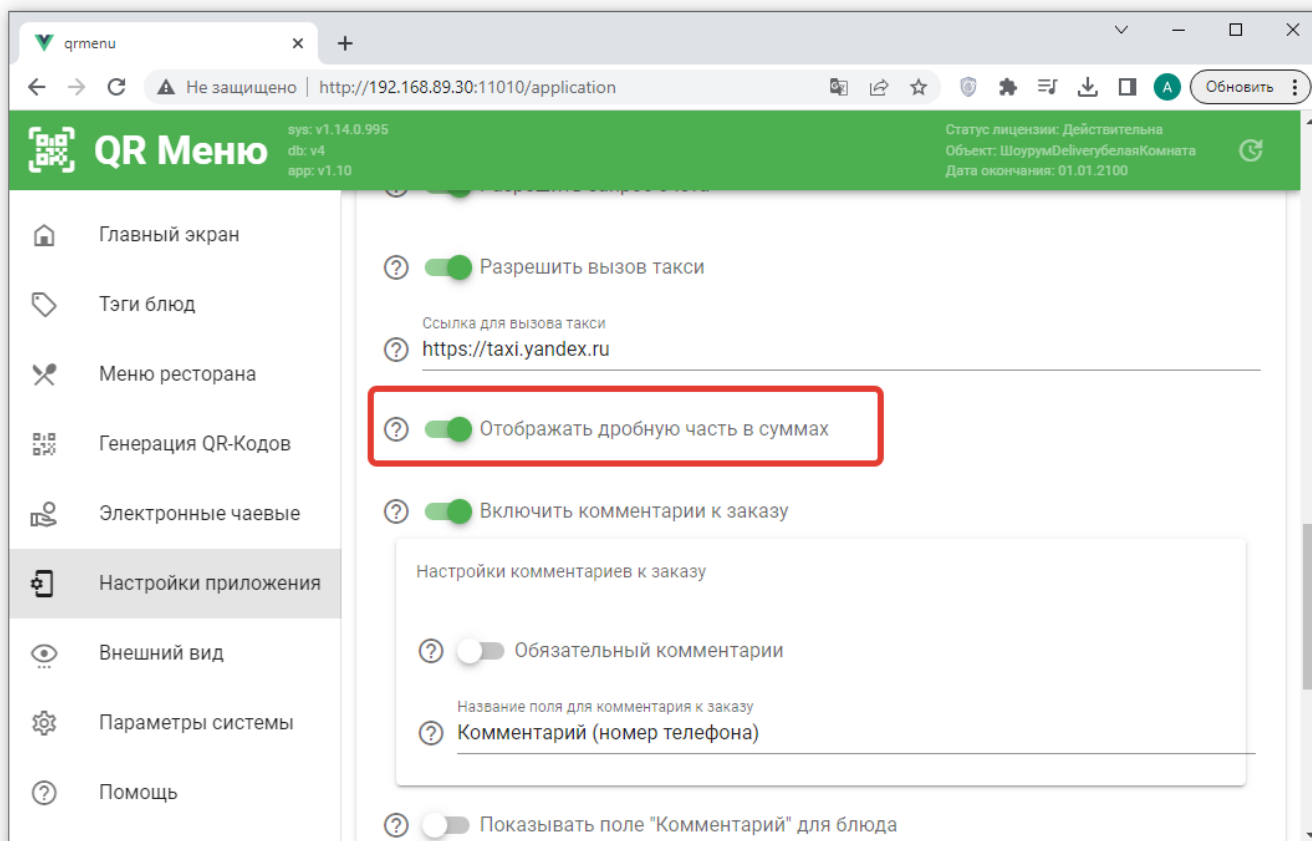 qrmenu
Не защищено
http://192.168.89.30:11010/application
A
Обновить
QR Меню
sys: v1.14.0.995
db: v4
app: v1.10
Статус лицензии: Действительна
Объект: ШоурумDeliveryбелаяКомната
Дата окончания: 01.01.2100
Главный экран
Тэги блюд
Меню ресторана
Генерация QR-Кодов
Электронные чаевые
Настройки приложения
Внешний вид
Параметры системы
Помощь
Разрешить вызов такси
Ссылка для вызова такси
https://taxi.yandex.ru
Отображать дробную часть в суммах
Включить комментарии к заказу
Настройки комментариев к заказу
Обязательный комментарии
Название поля для комментария к заказу
Комментарий (номер телефона)
Показывать поле "Комментарий" для блюда